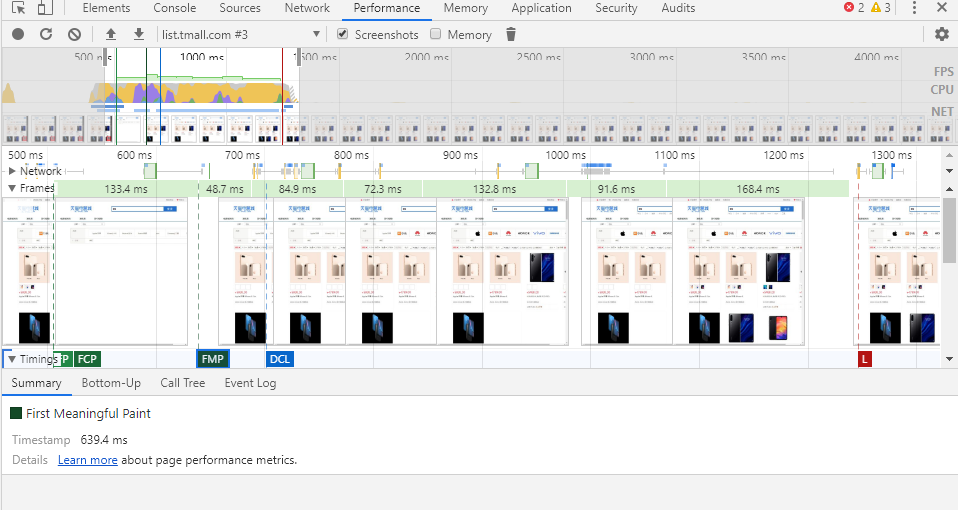 Elements Console Sources Network Performance Memory Application Security Audits 2 3
list.tmall.com #3 Screenshots Memory
500 ms 1000 ms 1500 ms 2000 ms 2500 ms 3000 ms 3500 ms 4000 ms
FPS
CPU
NET
500 ms 600 ms 700 ms 800 ms 900 ms 1000 ms 1100 ms 1200 ms 1300 ms
Network
Frames 133.4 ms 48.7 ms 84.9 ms 72.3 ms 132.8 ms 91.6 ms 168.4 ms
Timings FP FCP FMP DCL L
Summary Bottom-Up Call Tree Event Log
First Meaningful Paint
Timestamp 639.4 ms
Details Learn more about page performance metrics.